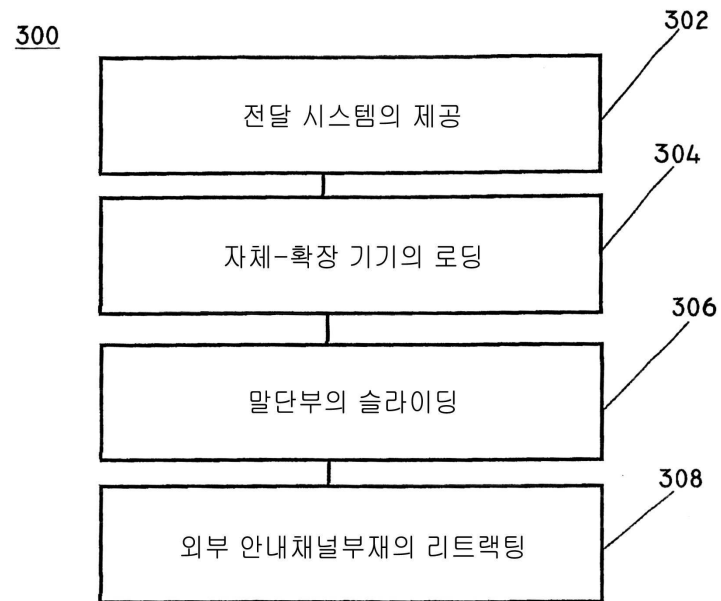 300
302
전달 시스템의 제공
304
자체-확장 기기의 로딩
306
말단부의 슬라이딩
308
외부 안내채널부재의 리트랙팅